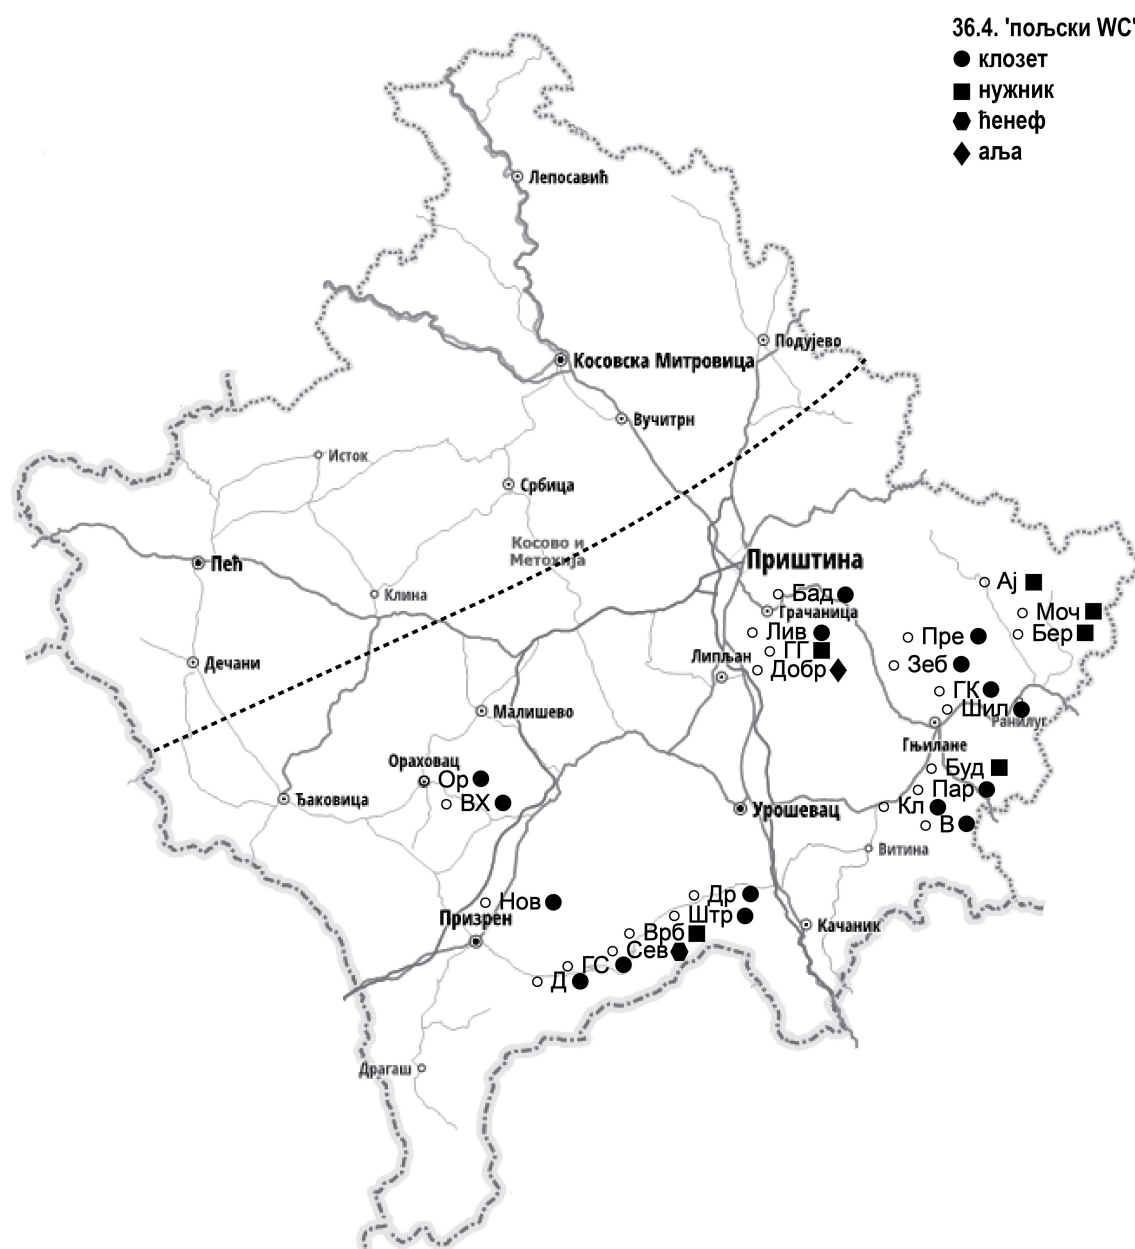 36.4. 'пољски WC'
клозет
нужник
ћенеф
аља
Лепосавић
Подујево
Косовска Митровица
Вучитрн
Исток
Србица
Косово и
Метохија
Приштина
Пећ
Клина
Ај
Бад
Грачаница
Моч
Лив
Пре
Бер
ГГ
Липљан
Добр
Зеб
Дечани
ГК
Шил
Ранилуг
Малишево
Гњилане
Ораховац
Ор
Буд
Пар
Ђаковица
ВХ
Урошевац
Кл
В
Витина
Др
Нов
Штр
Призрен
Качаник
Врб
Сев
ГС
Д
Драгаш